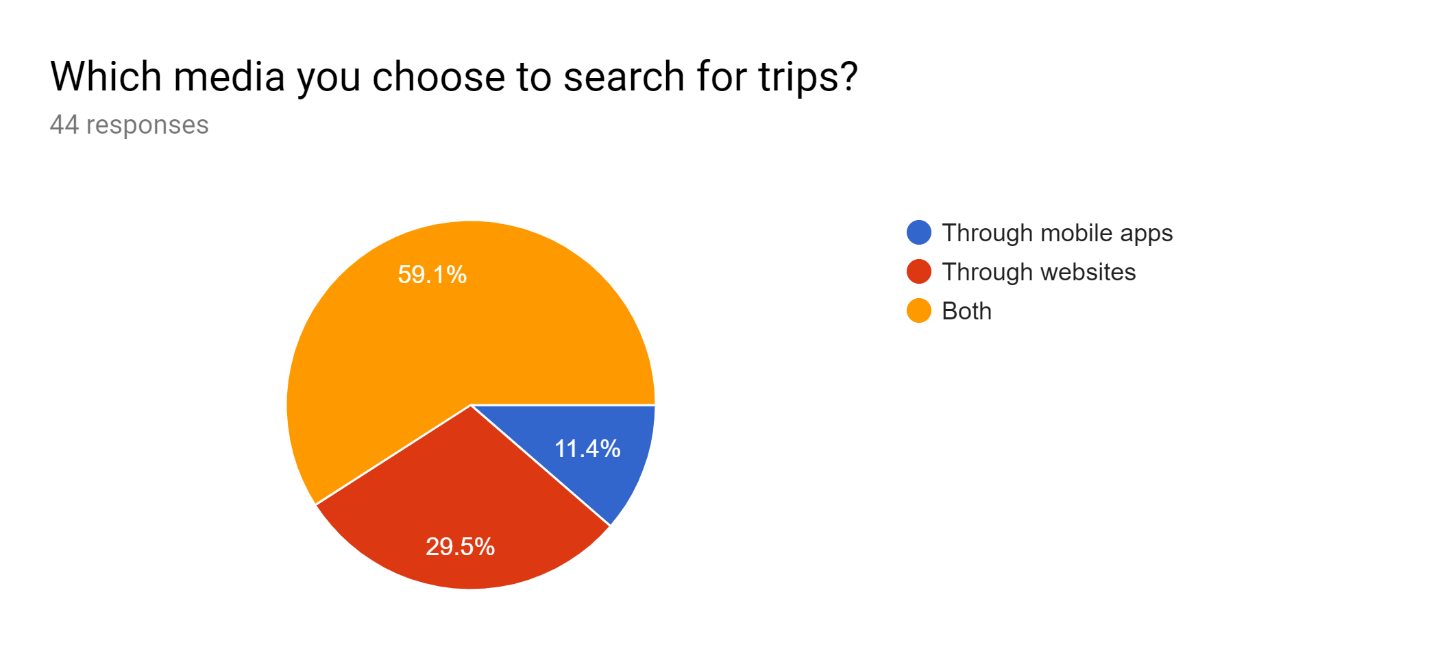 Which media you choose to search for trips?
44 responses
Through mobile apps
Through websites
Both
59.1%
11.4%
29.5%